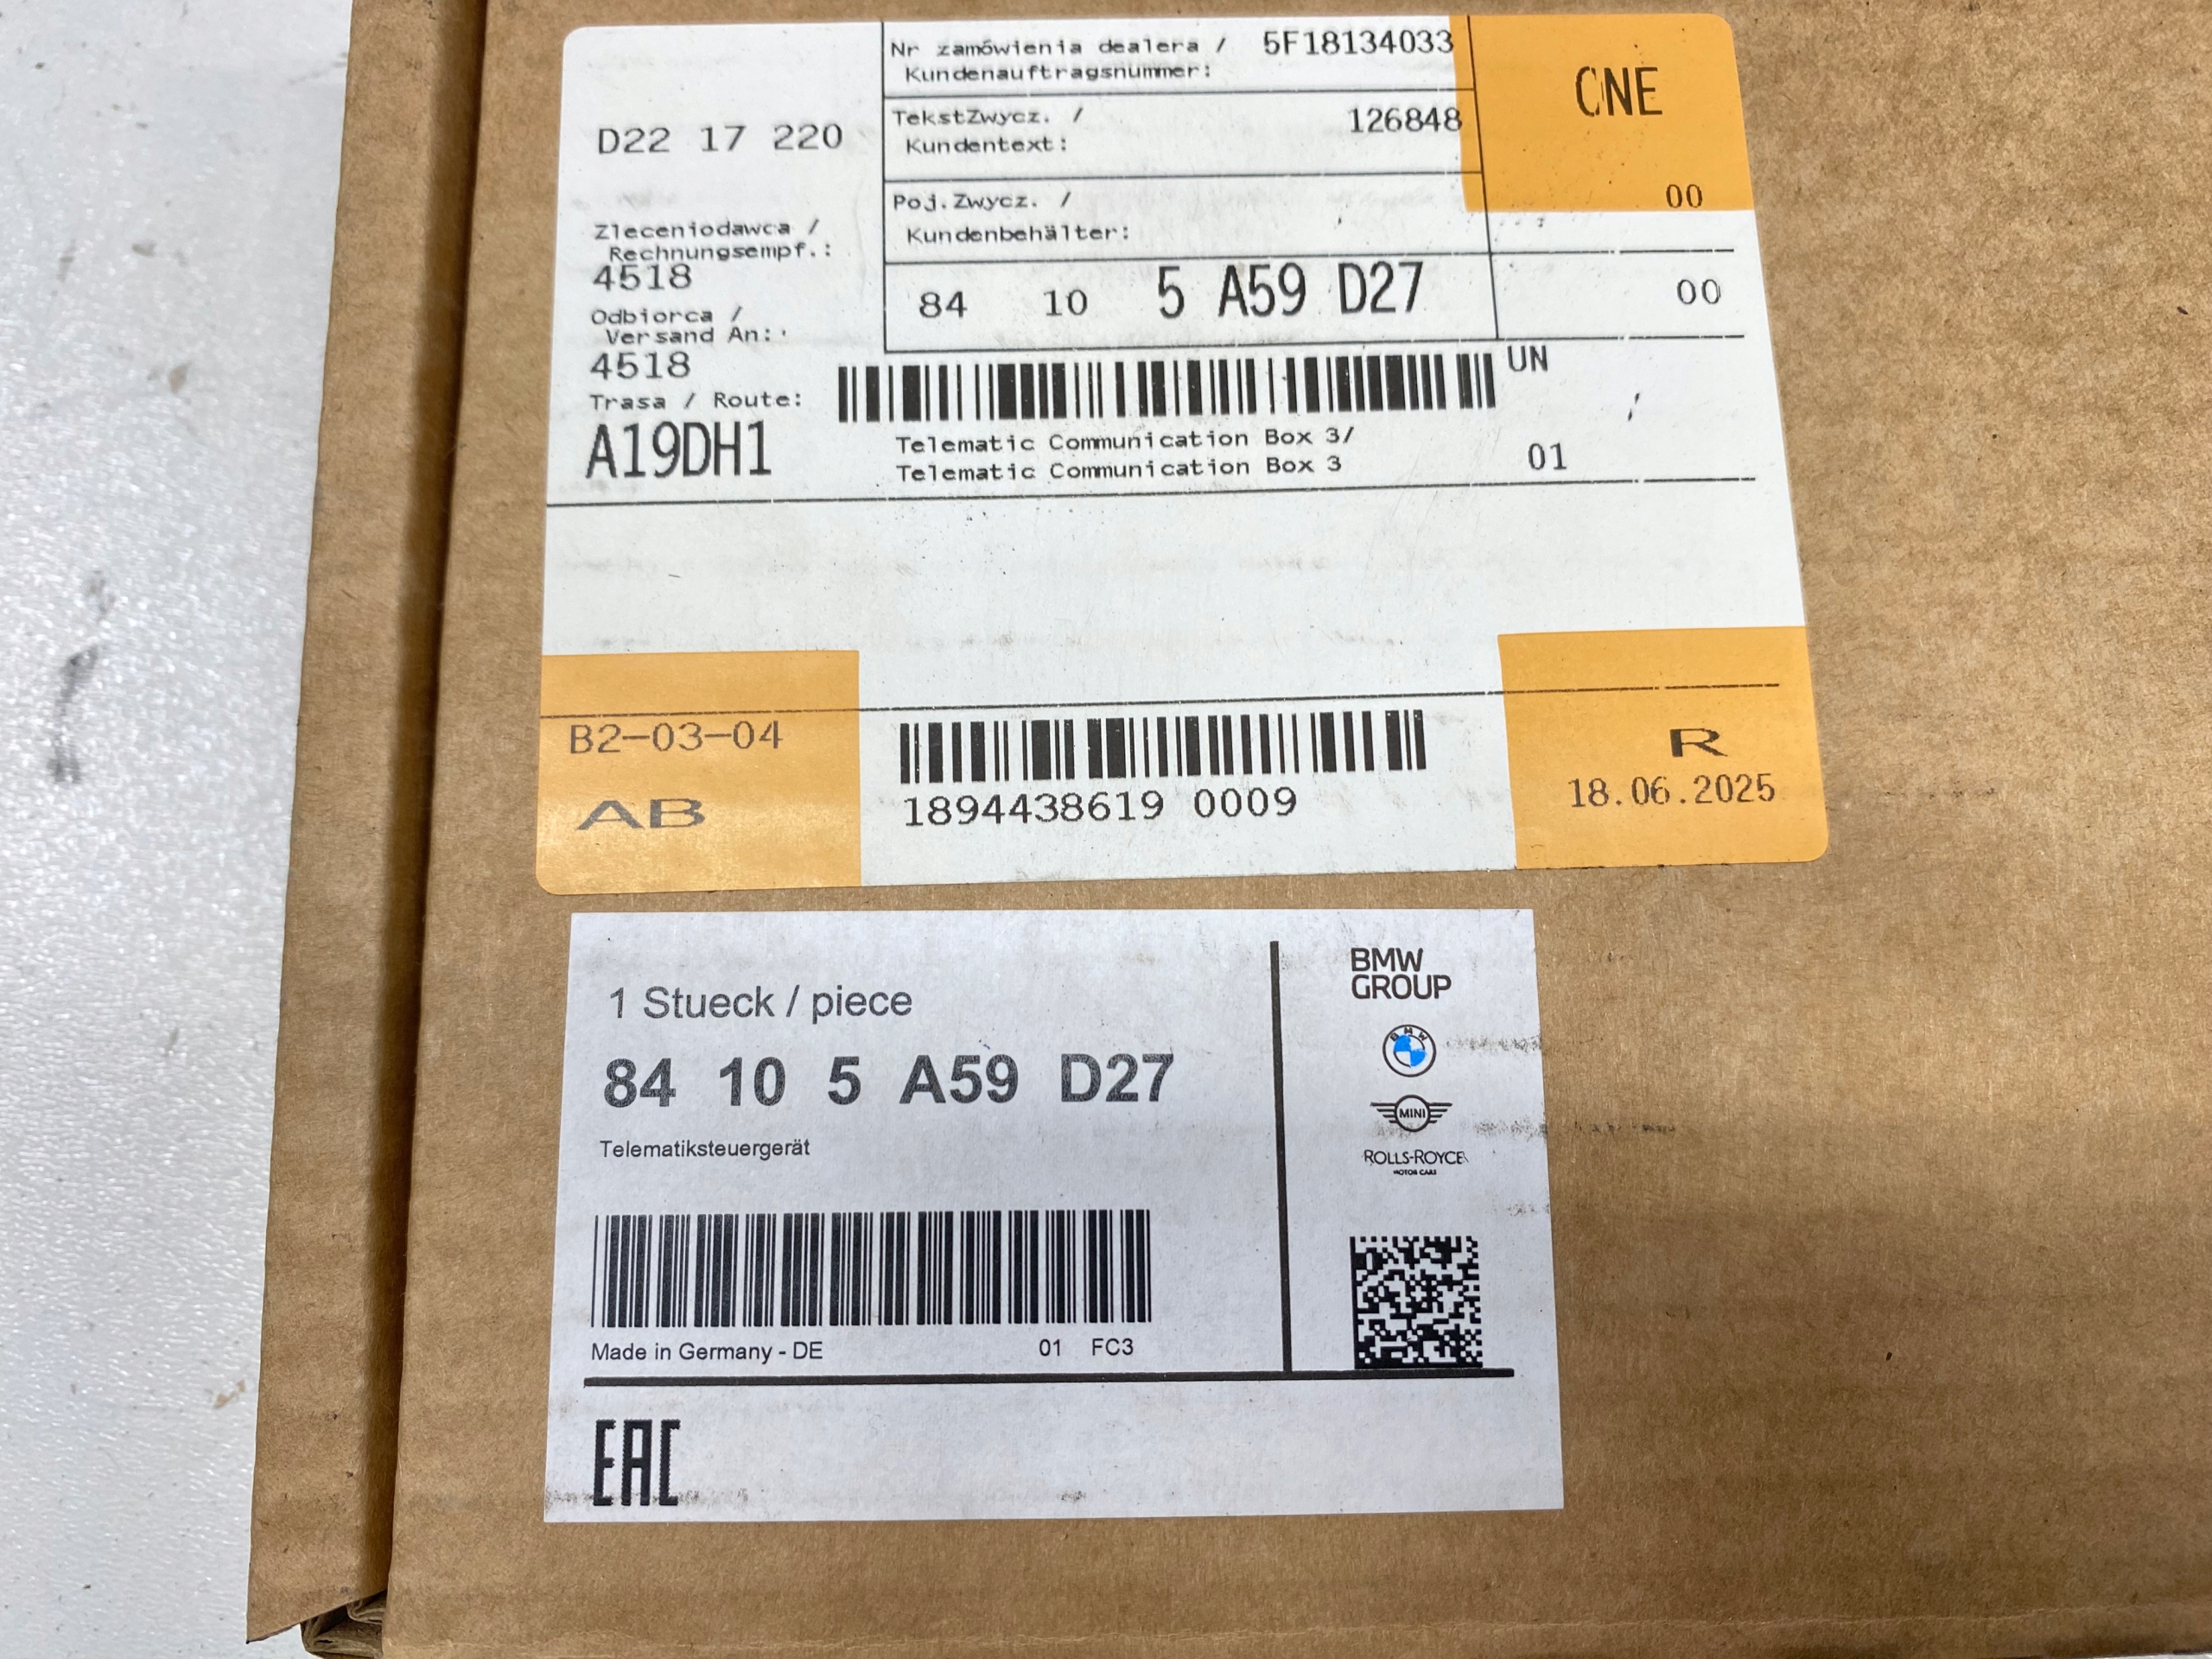 D22 17 220
Nr zamówienia dealera / 5F18134033
Kundenauftragsnummer:
CNE
TekstZwycz. / 126848
Kundentext:
00
Poj.Zwycz. /
Kundenbehälter:
Zleceniodawca /
Rechnungsempf.:
4518
84 10 5 A59 D27 00
Odbiorca /
Versand An:
4518
UN
Trasa / Route:
A19DH1
Telematic Communication Box 3/
Telematic Communication Box 3
01
B2-03-04
AB
1894438619 0009
R
18.06.2025
1 Stueck / piece
84 10 5 A59 D27
Telematiksteuergerät
Made in Germany - DE 01 FC3
EAC
BMW
GROUP
BMW
MINI
ROLLS-ROYCE
MOTOR CARS